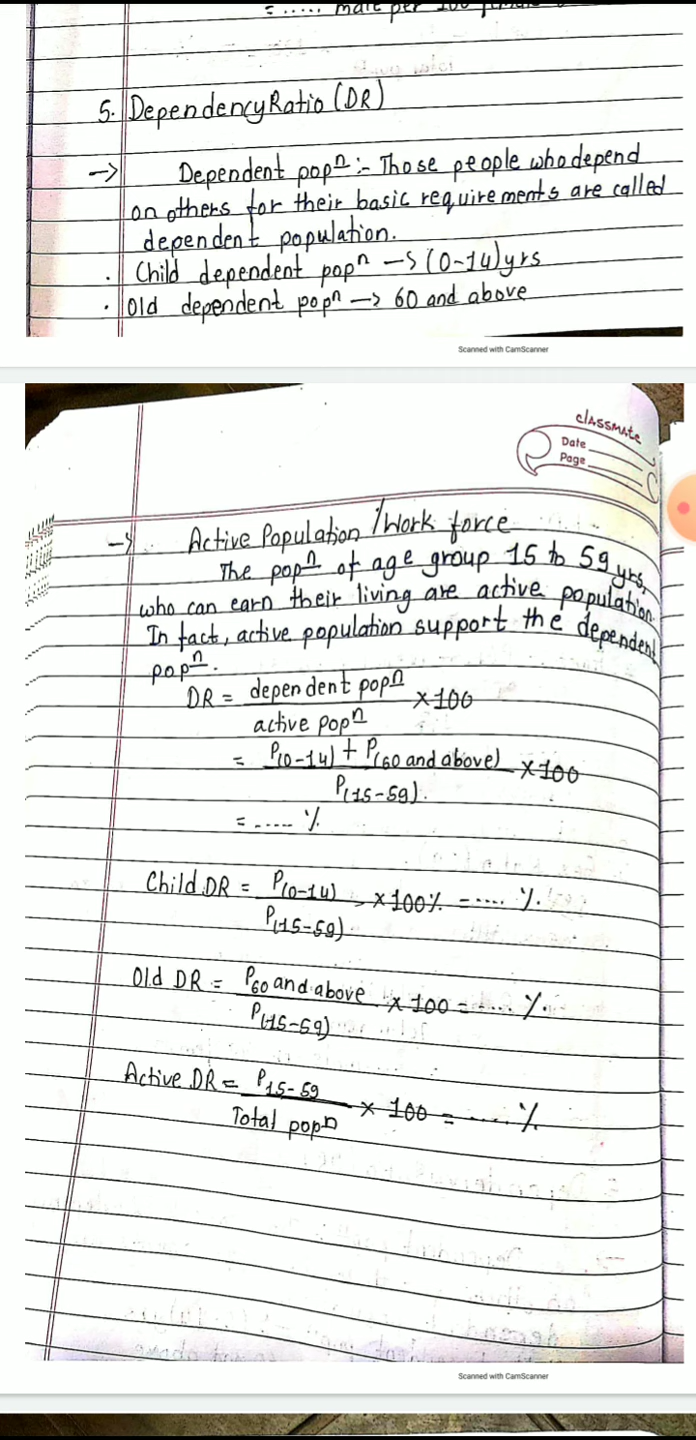 = ..... male per 100 female
5. Dependency Ratio (DR)
→ Dependent popⁿ :- Those people who depend
on others for their basic requirements are called
dependent population.
· Child dependent popⁿ → (0-14) yrs
· Old dependent popⁿ → 60 and above
Scanned with CamScanner
classmate
Date
Page
→ Active Population / Work force
The popⁿ of age group 15 to 59 yrs,
who can earn their living are active population.
In fact, active population support the dependent
popⁿ.
DR = dependent popⁿ × 100
active popⁿ
= P(0-14) + P(60 and above) × 100
P(15-59).
= ..... %
Child DR = P(0-14) × 100% = ..... %.
P(15-59)
Old DR = P60 and above × 100 = ..... %.
P(15-59)
Active DR = P15-59 × 100 = ..... %
Total popⁿ
Scanned with CamScanner